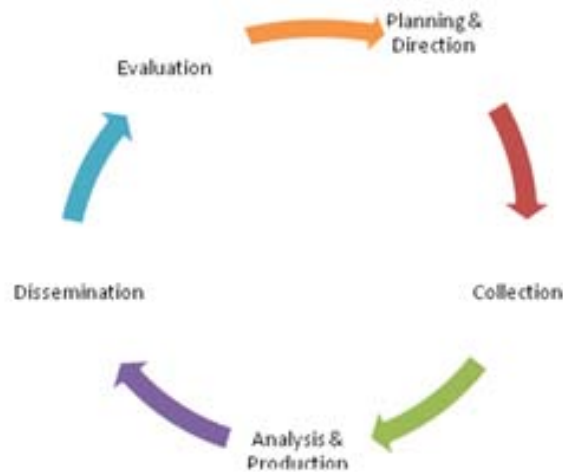 Planning &
Direction
Collection
Analysis &
Production
Dissemination
Evaluation